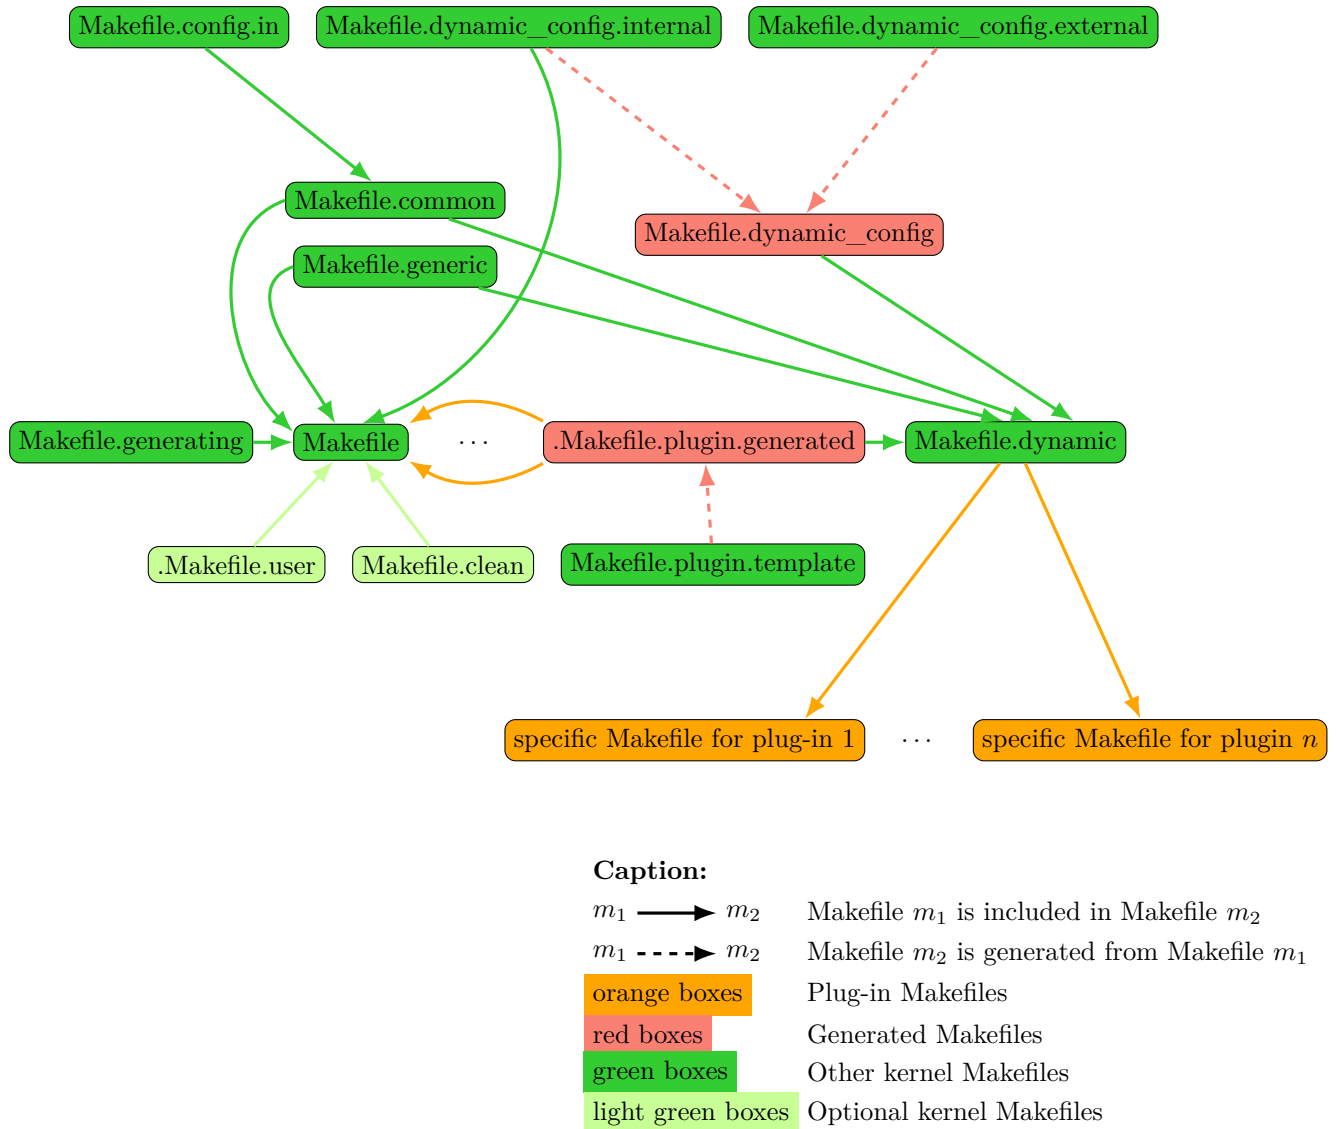 Makefile.config.in
Makefile.dynamic_config.internal
Makefile.dynamic_config.external
Makefile.common
Makefile.dynamic_config
Makefile.generic
Makefile.generating
Makefile
···
.Makefile.plugin.generated
Makefile.dynamic
.Makefile.user
Makefile.clean
Makefile.plugin.template
specific Makefile for plug-in 1
···
specific Makefile for plugin n
Caption:
m₁ m₂ Makefile m₁ is included in Makefile m₂
m₁ m₂ Makefile m₂ is generated from Makefile m₁
orange boxes Plug-in Makefiles
red boxes Generated Makefiles
green boxes Other kernel Makefiles
light green boxes Optional kernel Makefiles